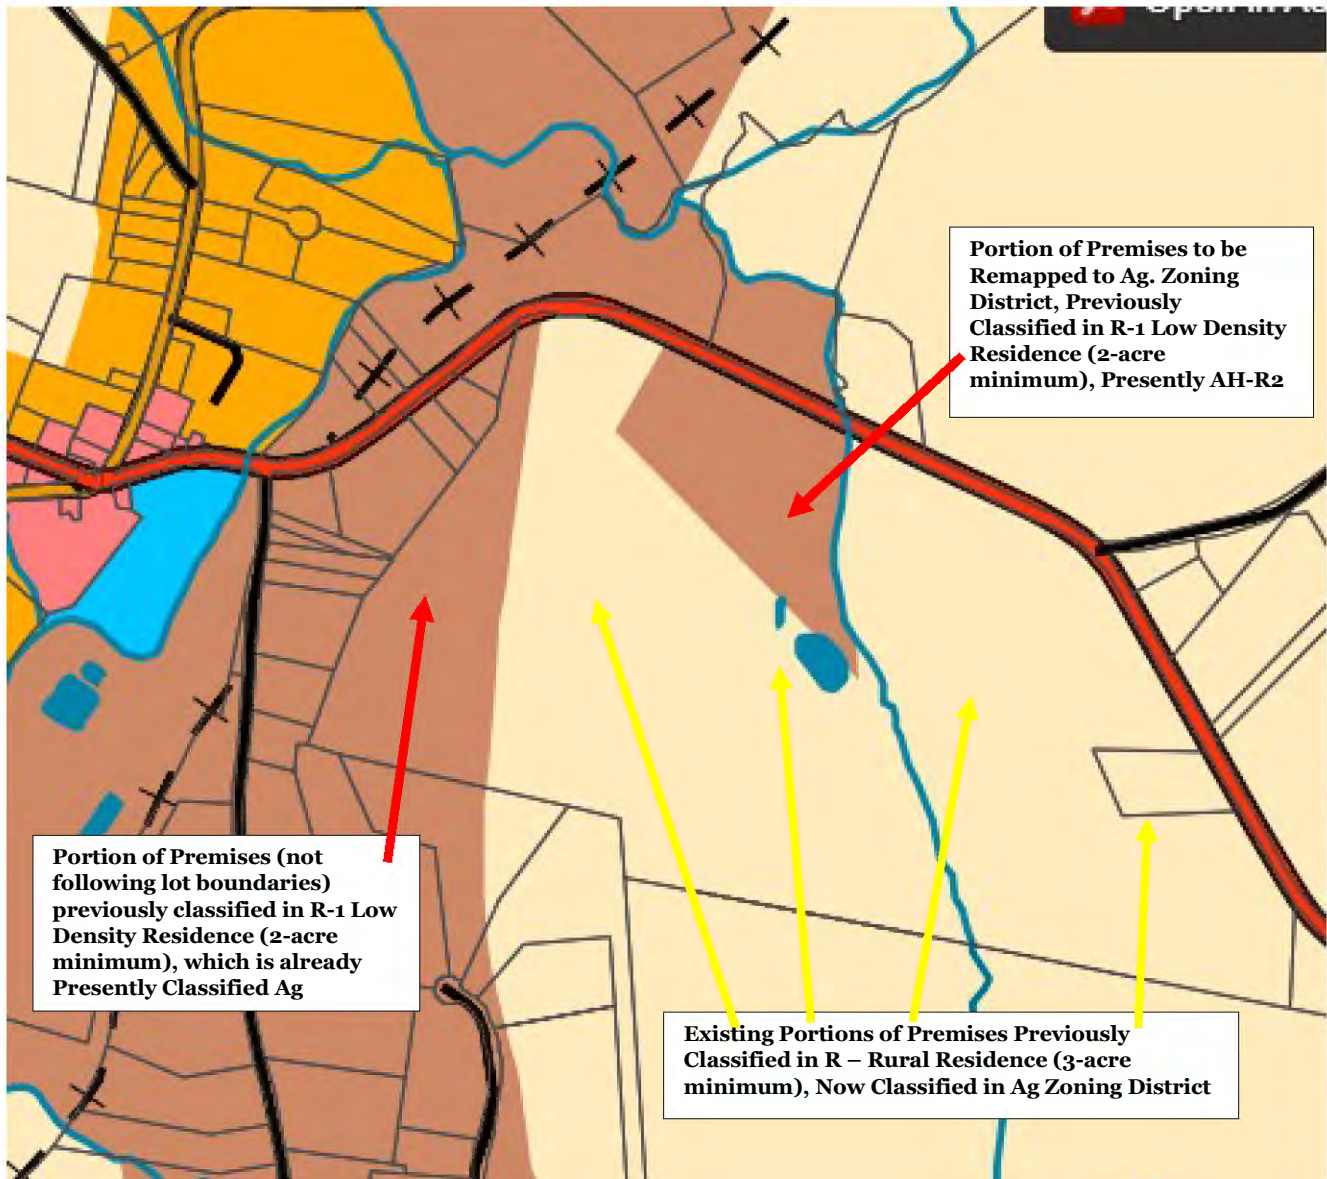 Open in
Portion of Premises to be
Remapped to Ag. Zoning
District, Previously
Classified in R-1 Low Density
Residence (2-acre
minimum), Presently AH-R2
Portion of Premises (not
following lot boundaries)
previously classified in R-1 Low
Density Residence (2-acre
minimum), which is already
Presently Classified Ag
Existing Portions of Premises Previously
Classified in R – Rural Residence (3-acre
minimum), Now Classified in Ag Zoning District